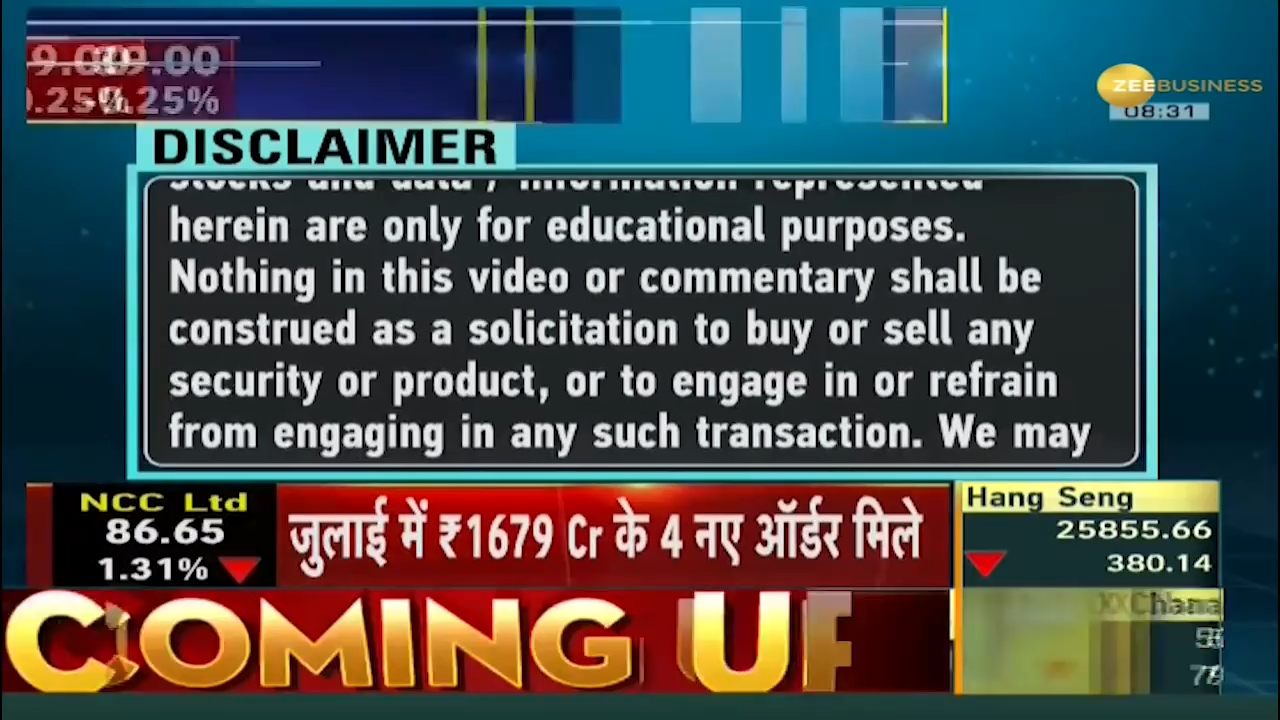 ZEEBUSINESS
08:31
DISCLAIMER
herein are only for educational purposes.
Nothing in this video or commentary shall be
construed as a solicitation to buy or sell any
security or product, or to engage in or refrain
from engaging in any such transaction. We may
NCC Ltd
86.65
1.31%
जुलाई में ₹1679 Cr के 4 नए ऑर्डर मिले
Hang Seng
25855.66
380.14
COMING UP